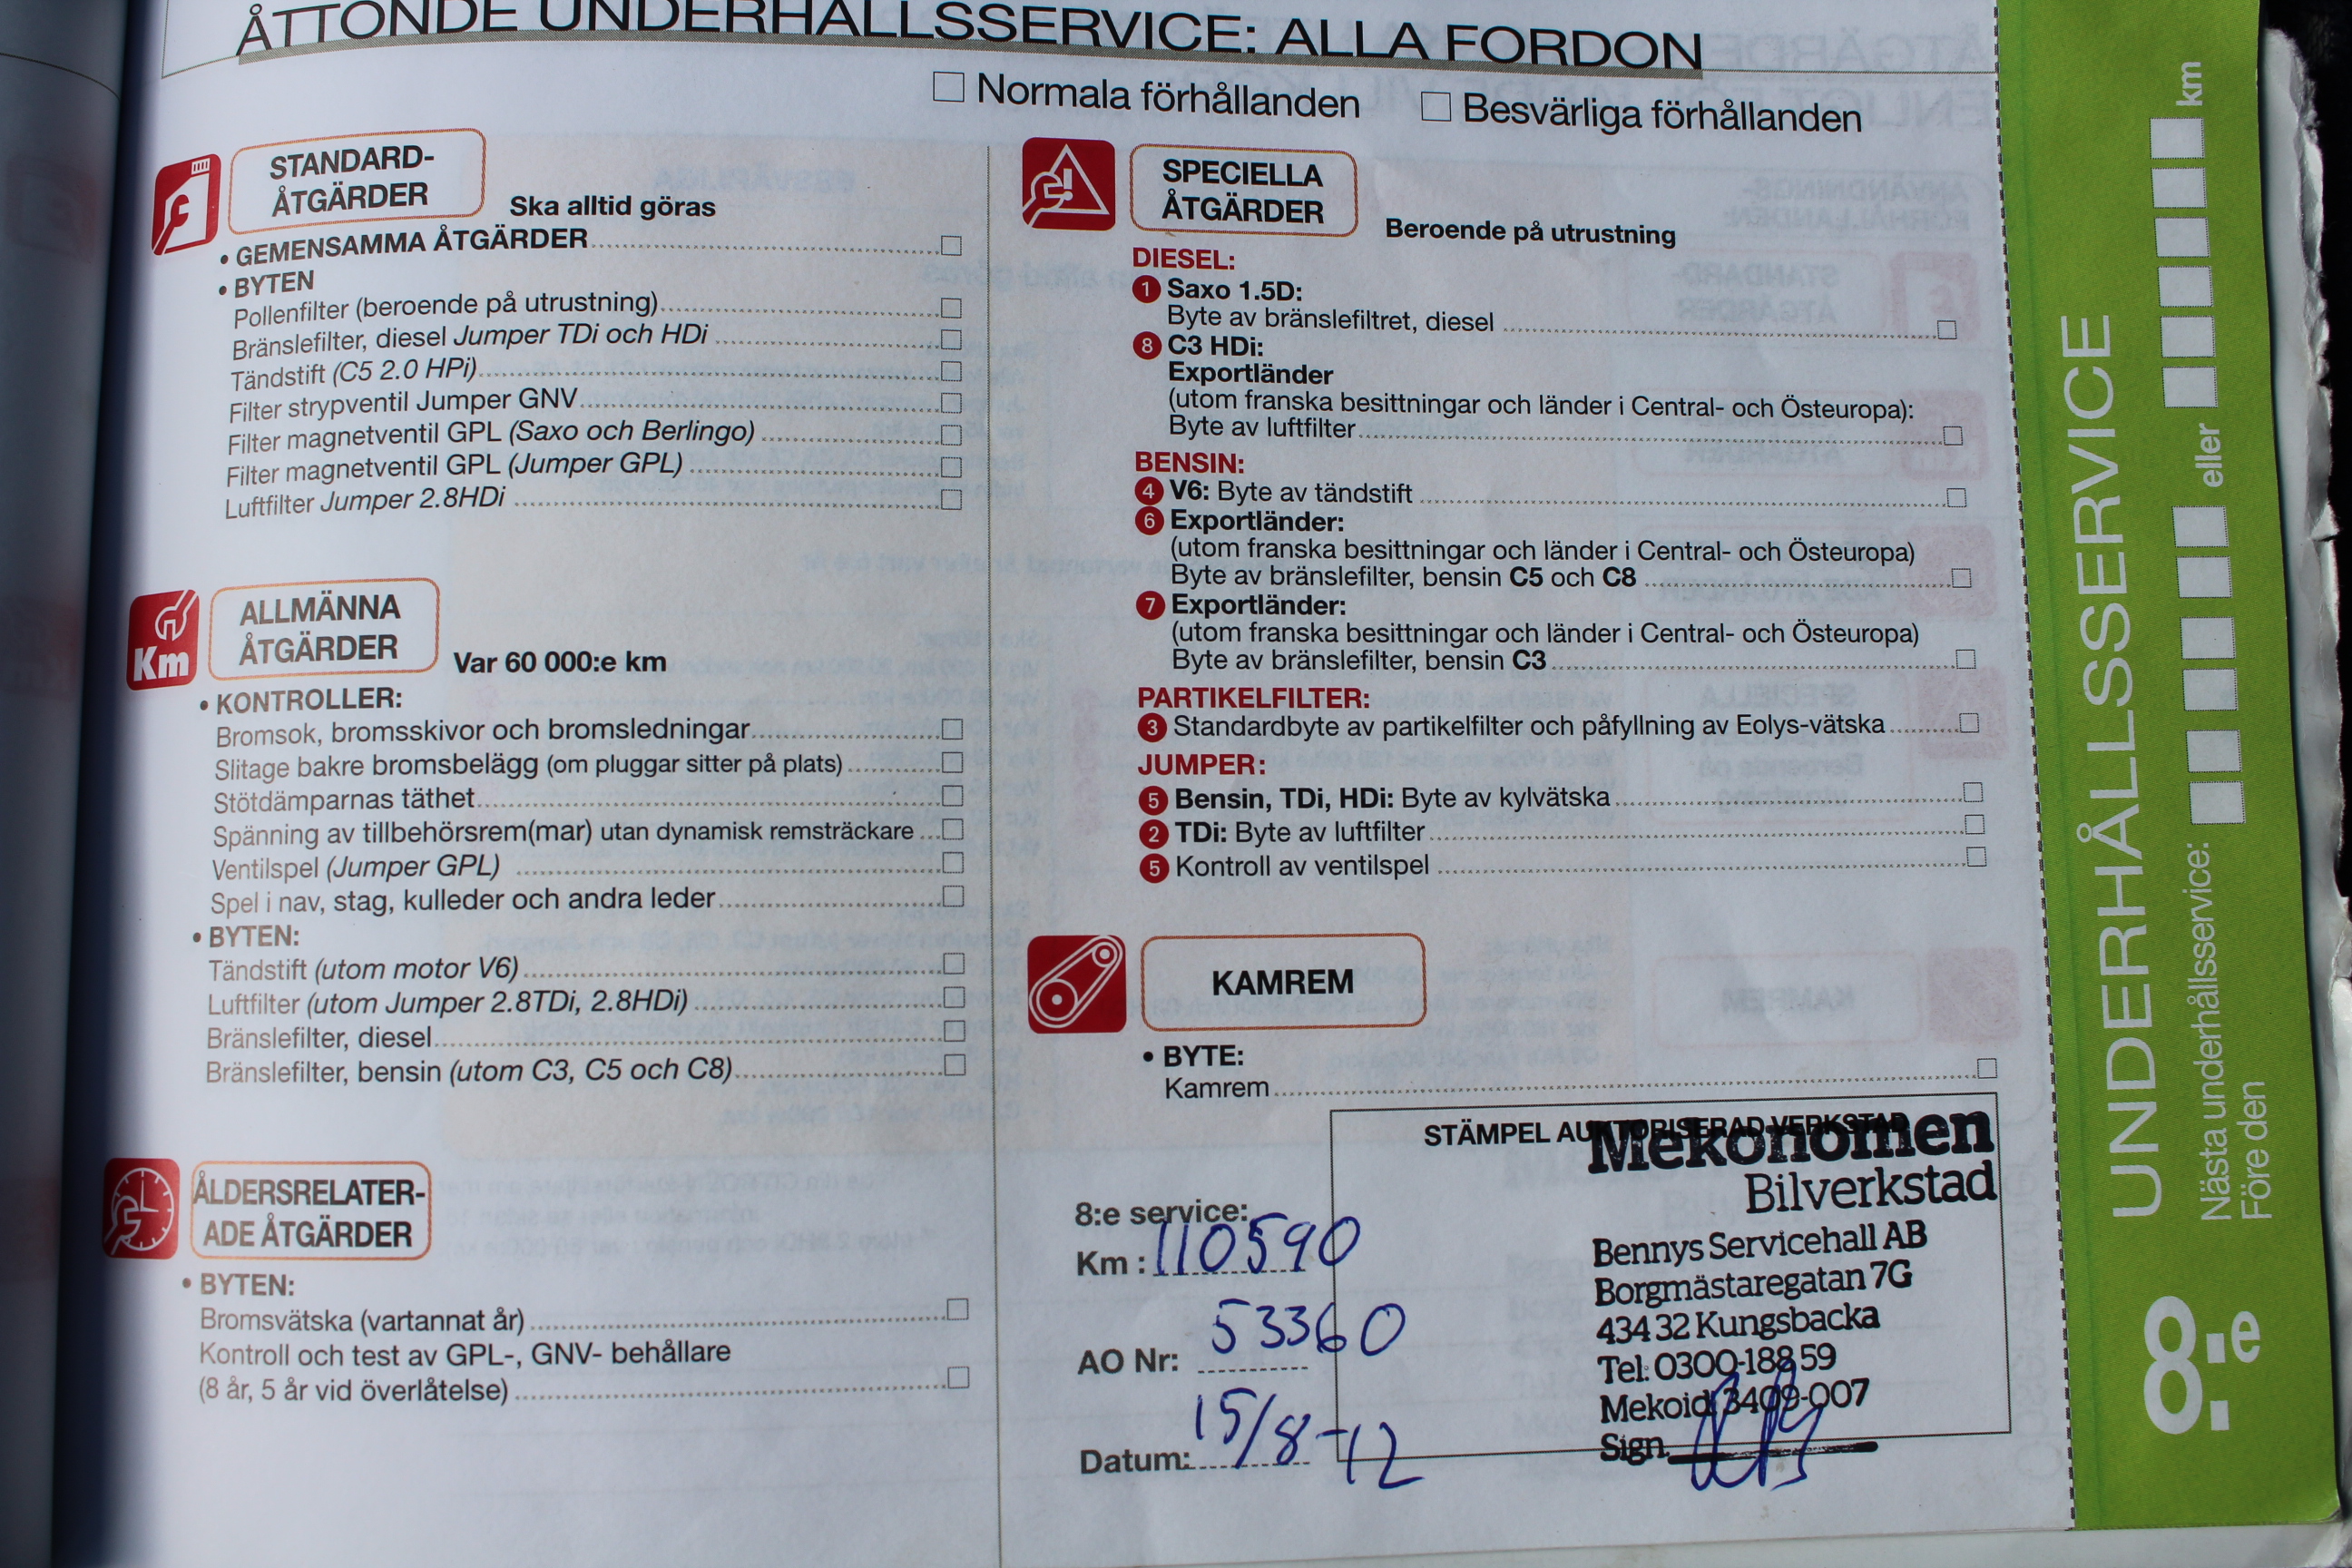 ÅTTONDE UNDERHÅLLSSERVICE: ALLA FORDON
Normala förhållanden
Besvärliga förhållanden
STANDARD-
ÅTGÄRDER
Ska alltid göras
• GEMENSAMMA ÅTGÄRDER
• BYTEN
Pollenfilter (beroende på utrustning)
Bränslefilter, diesel Jumper TDi och HDi
Tändstift (C5 2.0 HPi)
Filter strypventil Jumper GNV
Filter magnetventil GPL (Saxo och Berlingo)
Filter magnetventil GPL (Jumper GPL)
Luftfilter Jumper 2.8HDi
Km
ALLMÄNNA
ÅTGÄRDER
Var 60 000:e km
• KONTROLLER:
Bromsok, bromsskivor och bromsledningar
Slitage bakre bromsbelägg (om pluggar sitter på plats)
Stötdämparnas täthet
Spänning av tillbehörsrem(mar) utan dynamisk remsträckare
Ventilspel (Jumper GPL)
Spel i nav, stag, kulleder och andra leder
• BYTEN:
Tändstift (utom motor V6)
Luftfilter (utom Jumper 2.8TDi, 2.8HDi)
Bränslefilter, diesel
Bränslefilter, bensin (utom C3, C5 och C8)
ÅLDERSRELATER-
ADE ÅTGÄRDER
• BYTEN:
Bromsvätska (vartannat år)
Kontroll och test av GPL-, GNV- behållare
(8 år, 5 år vid överlåtelse)
SPECIELLA
ÅTGÄRDER
Beroende på utrustning
DIESEL:
1 Saxo 1.5D:
Byte av bränslefiltret, diesel
8 C3 HDi:
Exportländer
(utom franska besittningar och länder i Central- och Östeuropa):
Byte av luftfilter
BENSIN:
4 V6: Byte av tändstift
6 Exportländer:
(utom franska besittningar och länder i Central- och Östeuropa)
Byte av bränslefilter, bensin C5 och C8
7 Exportländer:
(utom franska besittningar och länder i Central- och Östeuropa)
Byte av bränslefilter, bensin C3
PARTIKELFILTER:
3 Standardbyte av partikelfilter och påfyllning av Eolys-vätska
JUMPER:
5 Bensin, TDi, HDi: Byte av kylvätska
2 TDi: Byte av luftfilter
5 Kontroll av ventilspel
KAMREM
• BYTE:
Kamrem
STÄMPEL AUKTORISERAD VERKSTAD
Mekonomen
Bilverkstad
Bennys Servicehall AB
Borgmästaregatan 7G
434 32 Kungsbacka
Tel: 0300-188 59
Mekoid 3409-007
Sign.
8:e service:
Km : 110590
AO Nr: 53360
Datum: 15/8-12
UNDERHÅLLSSERVICE
Nästa underhållsservice: eller km
Före den
8:e